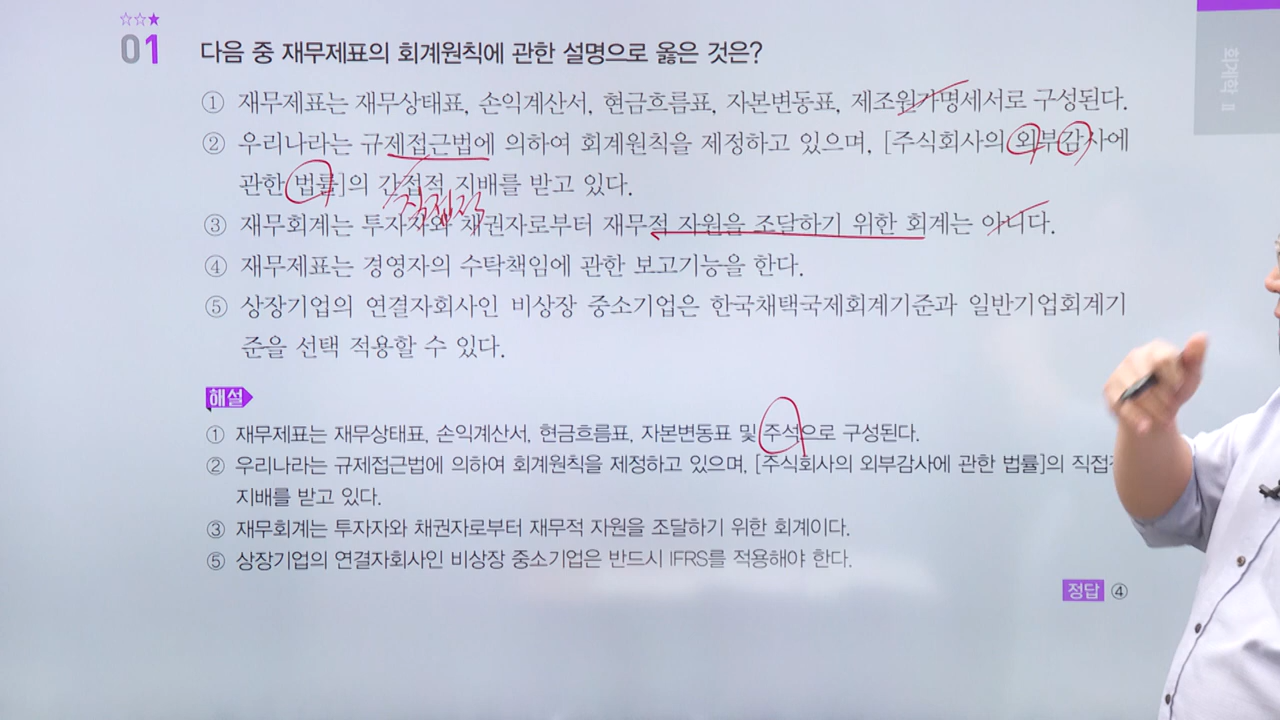 ☆☆★
01 다음 중 재무제표의 회계원칙에 관한 설명으로 옳은 것은?
회계학 Ⅱ
① 재무제표는 재무상태표, 손익계산서, 현금흐름표, 자본변동표, 제조원가명세서로 구성된다.
② 우리나라는 규제접근법에 의하여 회계원칙을 제정하고 있으며, [주식회사의 외부감사에
관한 법률]의 간접적 지배를 받고 있다.
직접적
③ 재무회계는 투자자와 채권자로부터 재무적 자원을 조달하기 위한 회계는 아니다.
④ 재무제표는 경영자의 수탁책임에 관한 보고기능을 한다.
⑤ 상장기업의 연결자회사인 비상장 중소기업은 한국채택국제회계기준과 일반기업회계기
준을 선택 적용할 수 있다.
해설
① 재무제표는 재무상태표, 손익계산서, 현금흐름표, 자본변동표 및 주석으로 구성된다.
② 우리나라는 규제접근법에 의하여 회계원칙을 제정하고 있으며, [주식회사의 외부감사에 관한 법률]의 직접적
지배를 받고 있다.
③ 재무회계는 투자자와 채권자로부터 재무적 자원을 조달하기 위한 회계이다.
⑤ 상장기업의 연결자회사인 비상장 중소기업은 반드시 IFRS를 적용해야 한다.
정답 ④